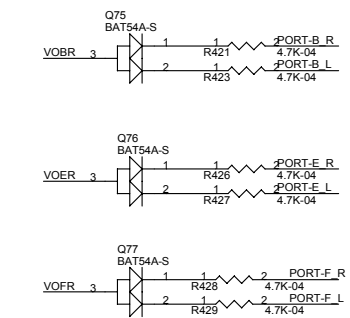 Q75
BAT54A-S
VOBR 3 1 1 2 PORT-B_R
R421 4.7K-04
2 1 2 PORT-B_L
R423 4.7K-04
Q76
BAT54A-S
VOER 3 1 1 2 PORT-E_R
R426 4.7K-04
2 1 2 PORT-E_L
R427 4.7K-04
Q77
BAT54A-S
VOFR 3 1 1 2 PORT-F_R
R428 4.7K-04
2 1 2 PORT-F_L
R429 4.7K-04